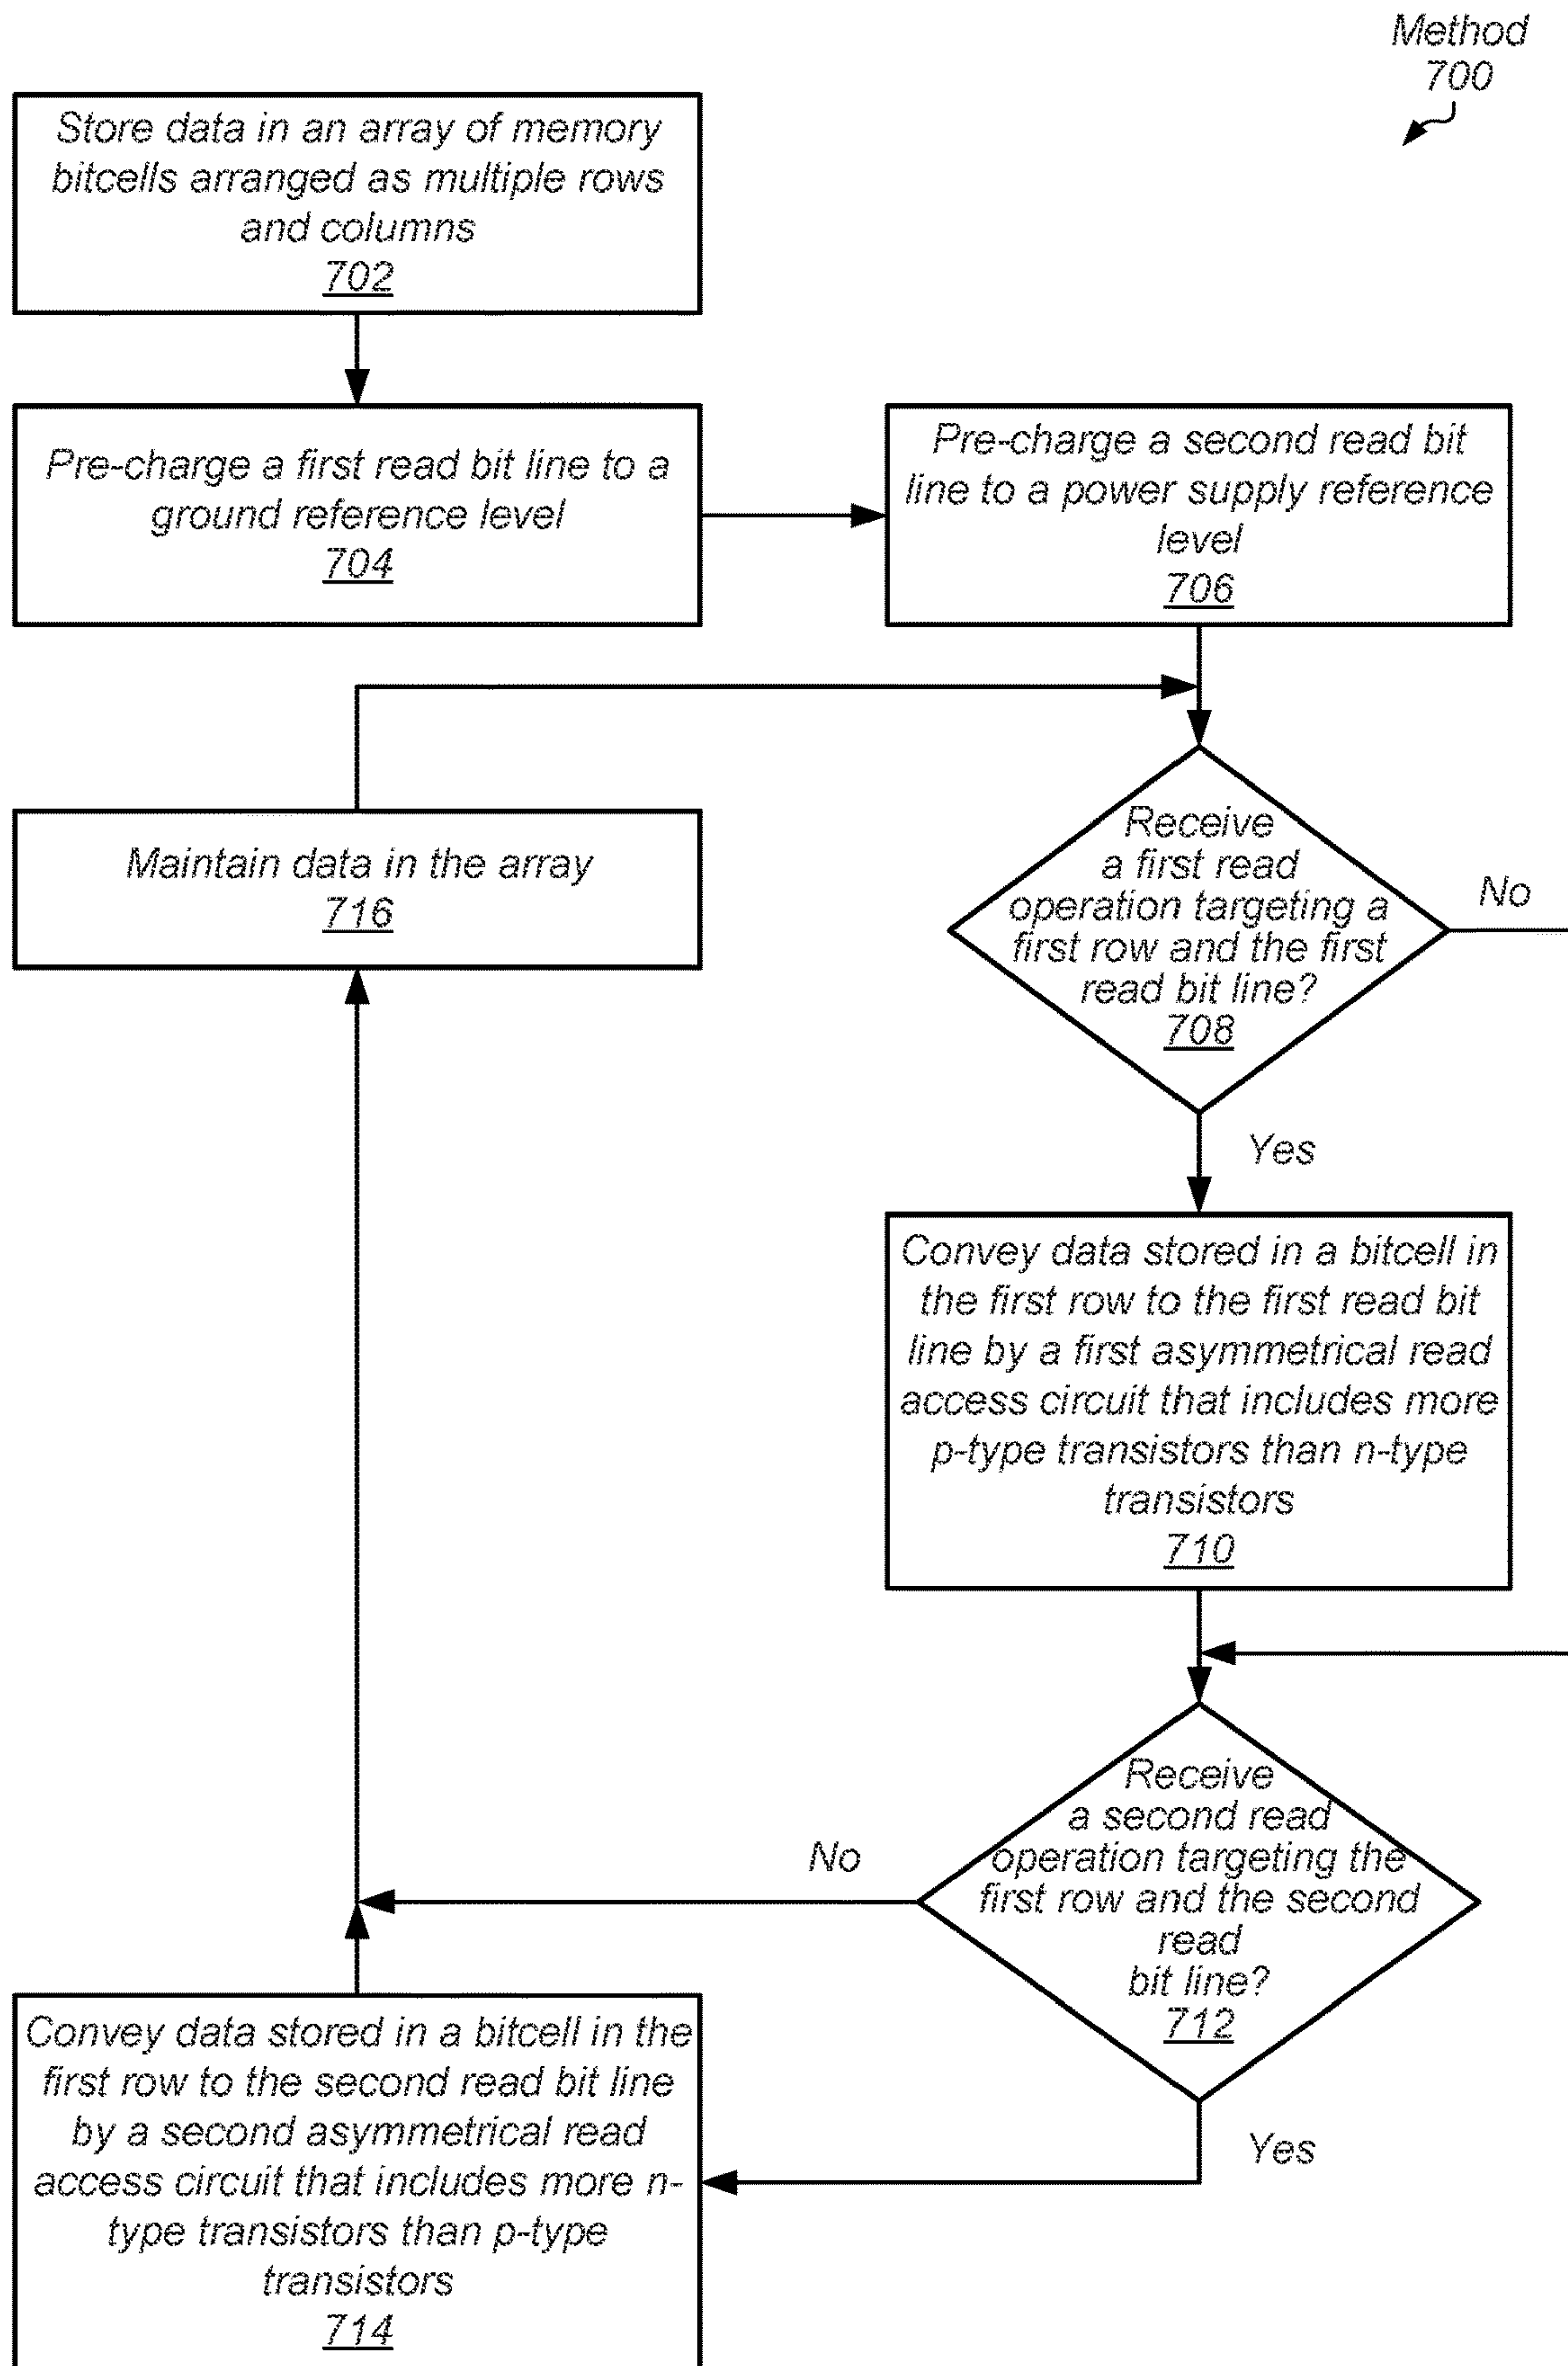 Method
700
Store data in an array of memory
bitcells arranged as multiple rows
and columns
702
Pre-charge a first read bit line to a
ground reference level
704
Pre-charge a second read bit
line to a power supply reference
level
706
Maintain data in the array
716
Receive
a first read
operation targeting a
first row and the first
read bit line?
708
No
Yes
Convey data stored in a bitcell in
the first row to the first read bit
line by a first asymmetrical read
access circuit that includes more
p-type transistors than n-type
transistors
710
Receive
a second read
operation targeting the
first row and the second
read
bit line?
712
No
Yes
Convey data stored in a bitcell in the
first row to the second read bit line
by a second asymmetrical read
access circuit that includes more n-
type transistors than p-type
transistors
714